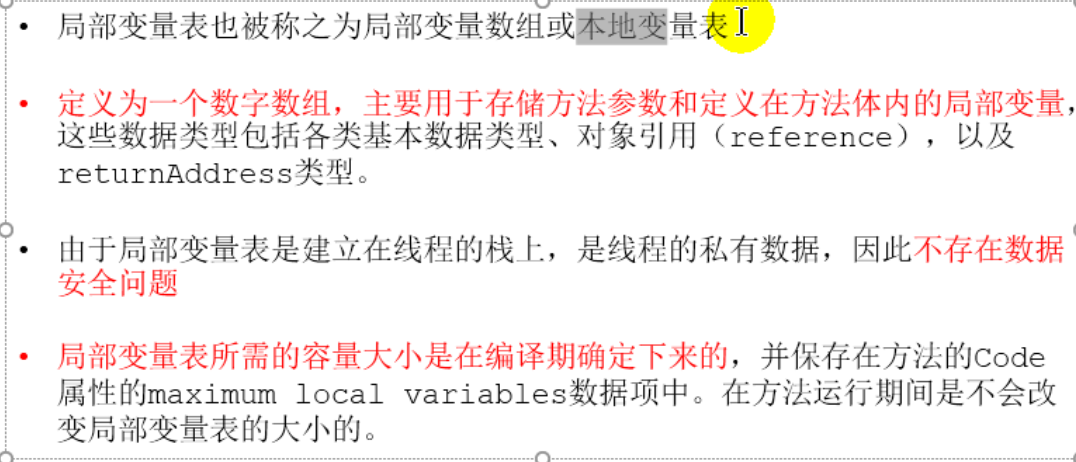 • 局部变量表也被称之为局部变量数组或本地变量表
• 定义为一个数字数组，主要用于存储方法参数和定义在方法体内的局部变量，
这些数据类型包括各类基本数据类型、对象引用（reference），以及
returnAddress类型。
• 由于局部变量表是建立在线程的栈上，是线程的私有数据，因此不存在数据
安全问题
• 局部变量表所需的容量大小是在编译期确定下来的，并保存在方法的Code
属性的maximum local variables数据项中。在方法运行期间是不会改
变局部变量表的大小的。